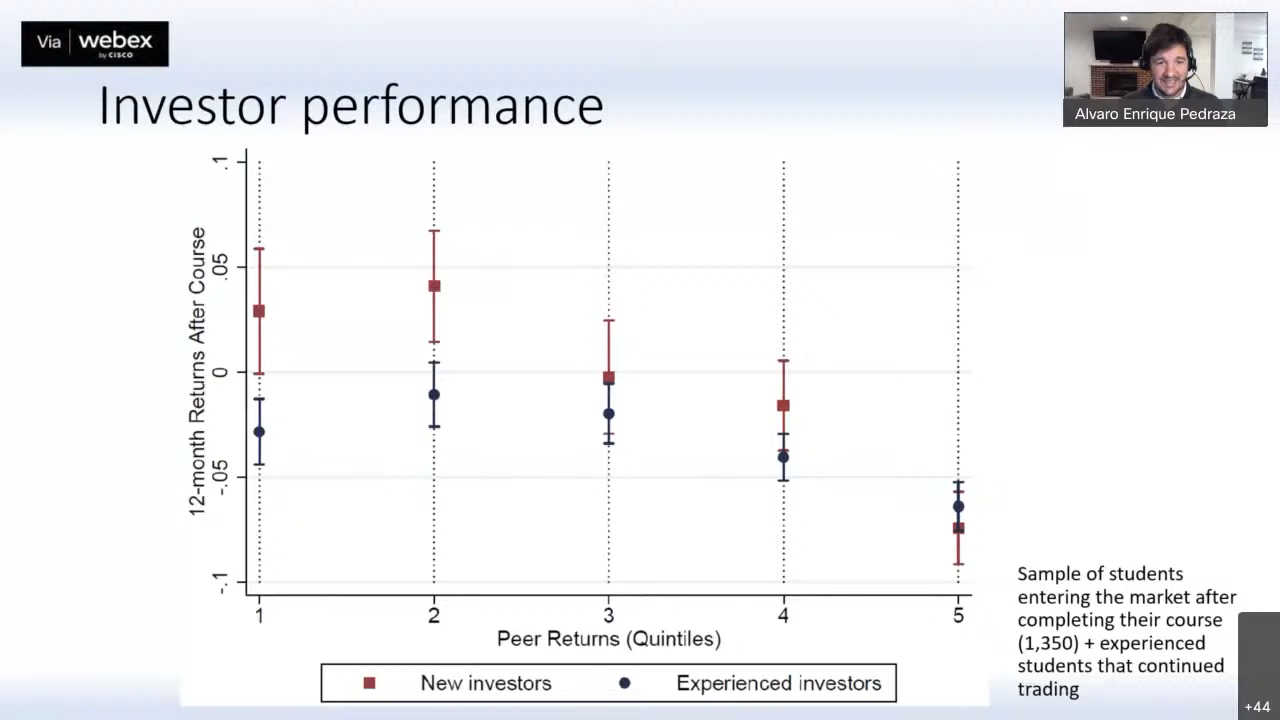 Via webex
by CISCO
Alvaro Enrique Pedraza
Investor performance
12-month Returns After Course
.1
.05
0
-.05
-.1
1 2 3 4 5
Peer Returns (Quintiles)
New investors Experienced investors
Sample of students
entering the market after
completing their course
(1,350) + experienced
students that continued
trading
+44